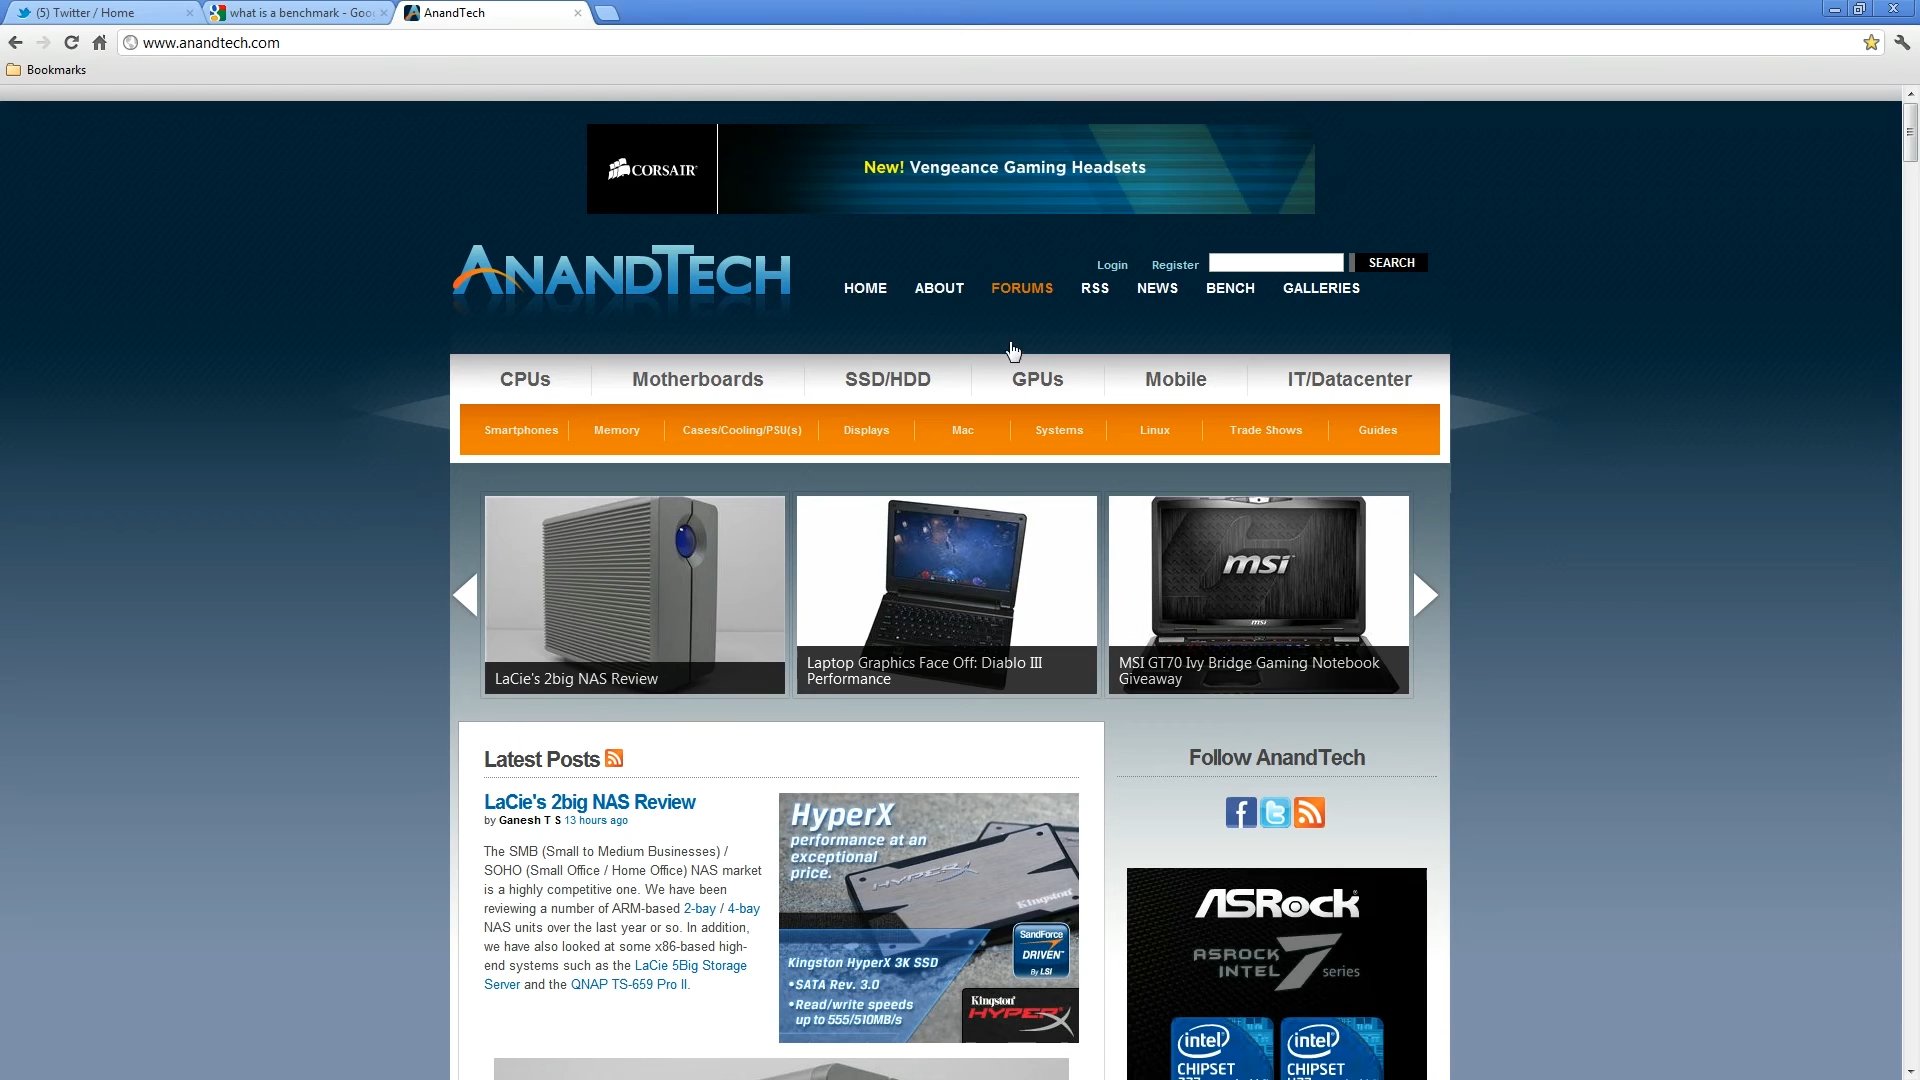 (5) Twitter / Home
what is a benchmark - Goo
AnandTech
www.anandtech.com
Bookmarks
CORSAIR
New! Vengeance Gaming Headsets
ANANDTECH
Login
Register
SEARCH
HOME
ABOUT
FORUMS
RSS
NEWS
BENCH
GALLERIES
CPUs
Motherboards
SSD/HDD
GPUs
Mobile
IT/Datacenter
Smartphones
Memory
Cases/Cooling/PSU(s)
Displays
Mac
Systems
Linux
Trade Shows
Guides
msi
msi
LaCie's 2big NAS Review
Laptop Graphics Face Off: Diablo III
Performance
MSI GT70 Ivy Bridge Gaming Notebook
Giveaway
Latest Posts
Follow AnandTech
LaCie's 2big NAS Review
by Ganesh T S 13 hours ago
The SMB (Small to Medium Businesses) /
SOHO (Small Office / Home Office) NAS market
is a highly competitive one. We have been
reviewing a number of ARM-based 2-bay / 4-bay
NAS units over the last year or so. In addition,
we have also looked at some x86-based high-
end systems such as the LaCie 5Big Storage
Server and the QNAP TS-659 Pro II.
HyperX
performance at an
exceptional
price.
HYPERX
Kingston
SandForce
DRIVEN
By LSI
Kingston HyperX 3K SSD
•SATA Rev. 3.0
•Read/write speeds
up to 555/510MB/s
Kingston
HYPERX
ASRock
ASROCK
INTEL 7 series
intel
CHIPSET
intel
CHIPSET